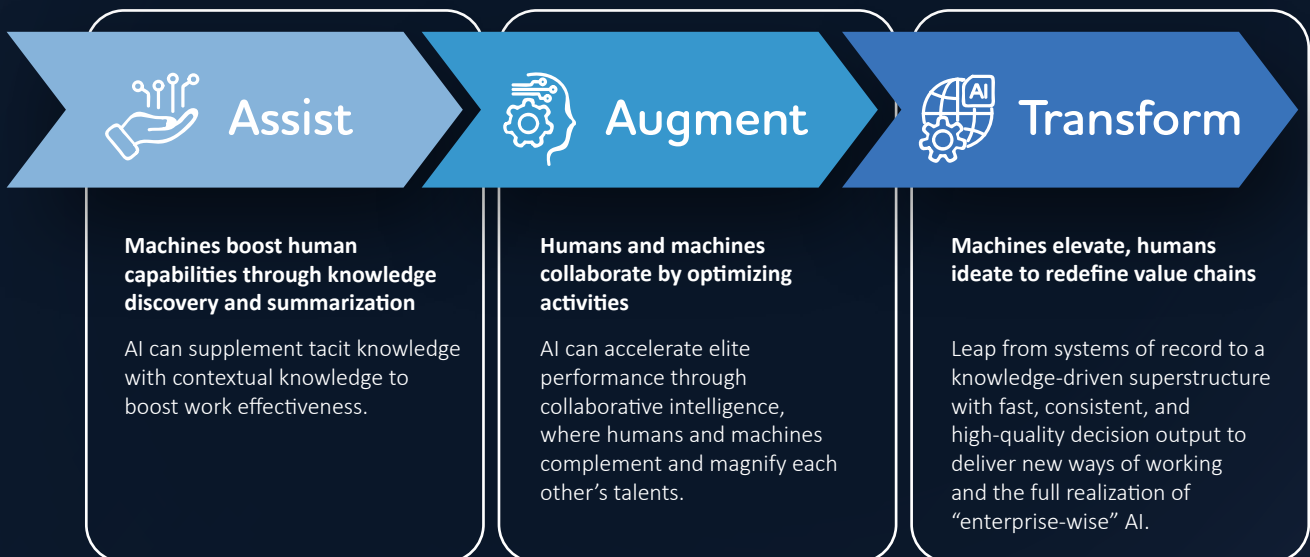 Assist
Machines boost human
capabilities through knowledge
discovery and summarization
AI can supplement tacit knowledge
with contextual knowledge to
boost work effectiveness.
Augment
Humans and machines
collaborate by optimizing
activities
AI can accelerate elite
performance through
collaborative intelligence,
where humans and machines
complement and magnify each
other’s talents.
AI
Transform
Machines elevate, humans
ideate to redefine value chains
Leap from systems of record to a
knowledge-driven superstructure
with fast, consistent, and
high-quality decision output to
deliver new ways of working
and the full realization of
“enterprise-wise” AI.